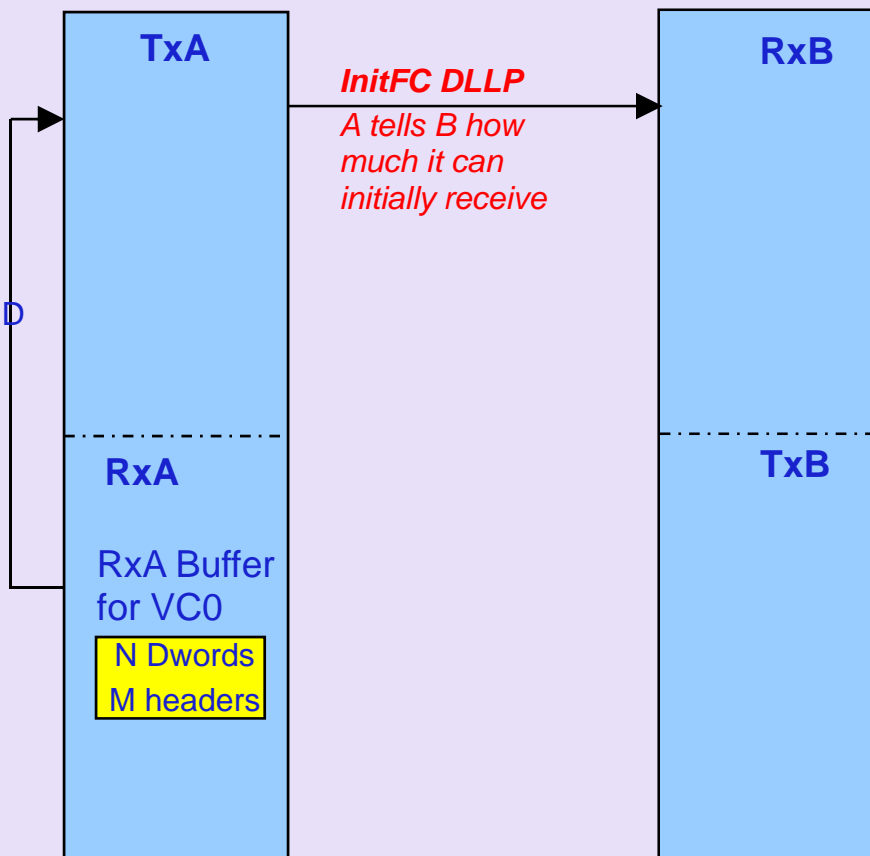 TxA
RxB
InitFC DLLP
A tells B how
much it can
initially receive
D
RxA
TxB
RxA Buffer
for VC0
N Dwords
M headers